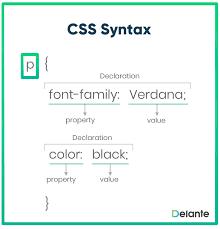 CSS Syntax
p {
Declaration
font-family: Verdana;
property value
Declaration
color: black;
property value
}
Delante